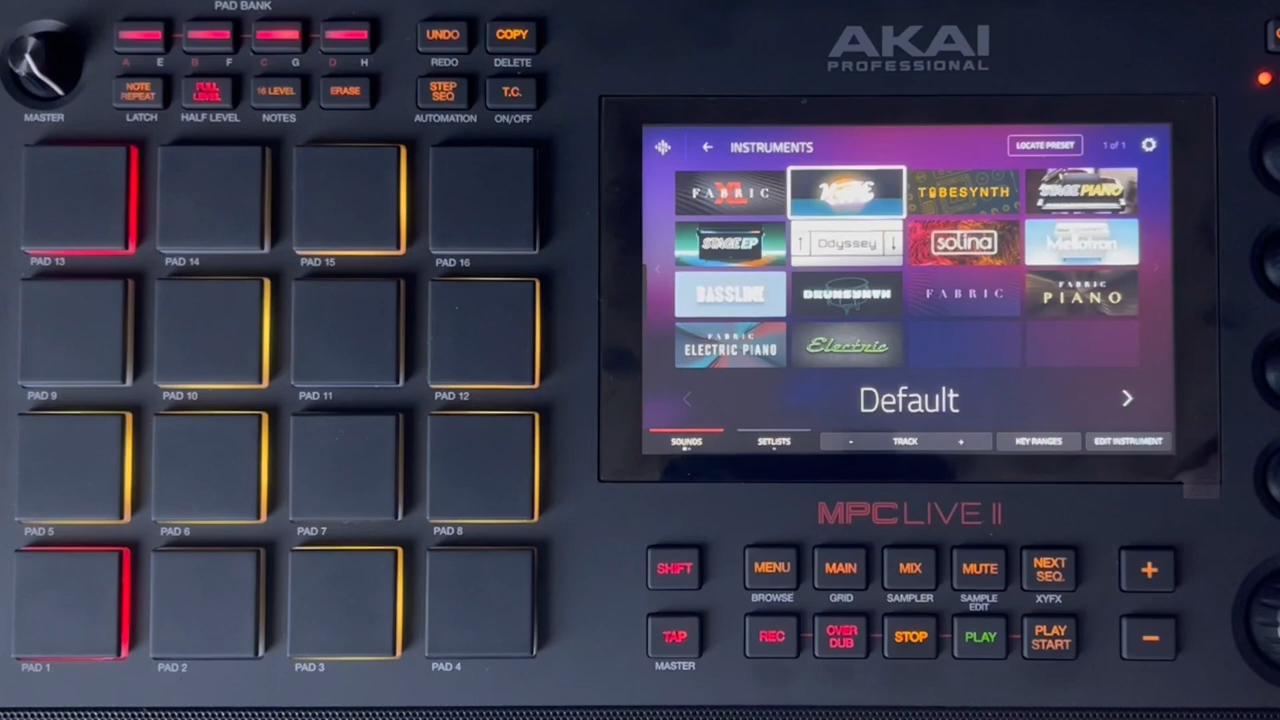 PAD BANK
A E B F C G D H
UNDO COPY
REDO DELETE
NOTE REPEAT
FULL LEVEL
16 LEVEL
ERASE
STEP SEQ
T.C.
MASTER
LATCH
HALF LEVEL
NOTES
AUTOMATION
ON/OFF
PAD 13
PAD 14
PAD 15
PAD 16
PAD 9
PAD 10
PAD 11
PAD 12
PAD 5
PAD 6
PAD 7
PAD 8
PAD 1
PAD 2
PAD 3
PAD 4
AKAI
PROFESSIONAL
INSTRUMENTS
LOCATE PRESET
1 of 1
FABRIC XL
TUBESYNTH
STAGE PIANO
STAGE EP
Odyssey
solina
Mellotron
BASSLINE
DRUMSYNTH
FABRIC
FABRIC
PIANO
FABRIC
ELECTRIC PIANO
Electric
Default
SOUNDS
SETLISTS
- TRACK +
KEY RANGES
EDIT INSTRUMENT
MPC LIVE II
SHIFT
MENU
MAIN
MIX
MUTE
NEXT SEQ.
+
BROWSE
GRID
SAMPLER
SAMPLE EDIT
XYFX
TAP
REC
OVER DUB
STOP
PLAY
PLAY START
-
MASTER